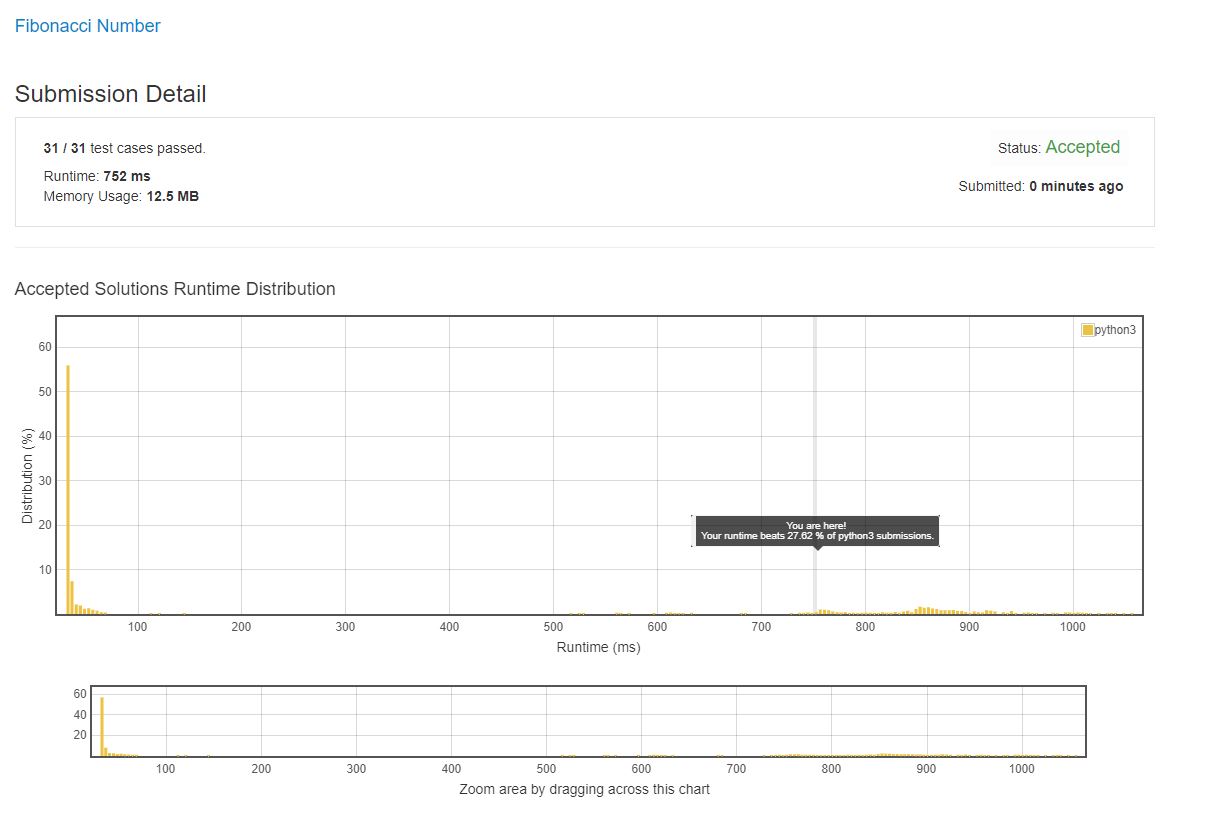 Fibonacci Number
Submission Detail
31 / 31 test cases passed.
Status: Accepted
Runtime: 752 ms
Memory Usage: 12.5 MB
Submitted: 0 minutes ago
Accepted Solutions Runtime Distribution
python3
60
50
40
30
20
10
Distribution (%)
You are here!
Your runtime beats 27.62 % of python3 submissions.
100 200 300 400 500 600 700 800 900 1000
Runtime (ms)
60
40
20
100 200 300 400 500 600 700 800 900 1000
Zoom area by dragging across this chart